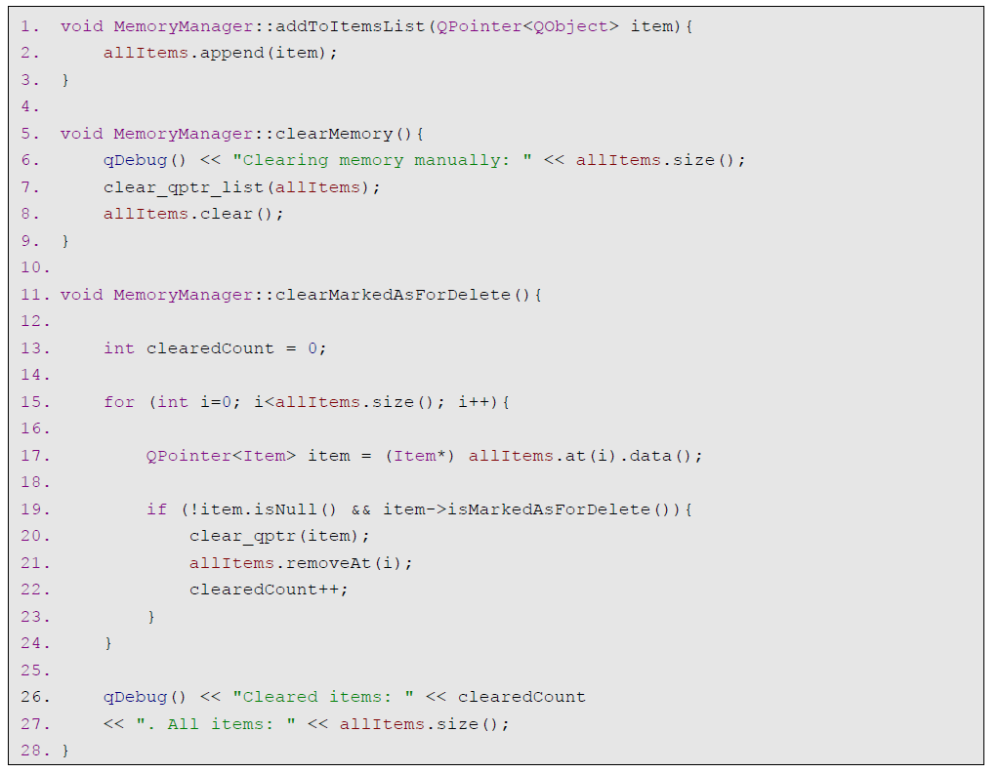 1. void MemoryManager::addToItemsList(QPointer<QObject> item){
2.     allItems.append(item);
3. }
4.
5. void MemoryManager::clearMemory(){
6.     qDebug() << "Clearing memory manually: " << allItems.size();
7.     clear_qptr_list(allItems);
8.     allItems.clear();
9. }
10.
11. void MemoryManager::clearMarkedAsForDelete(){
12.
13.     int clearedCount = 0;
14.
15.     for (int i=0; i<allItems.size(); i++){
16.
17.         QPointer<Item> item = (Item*) allItems.at(i).data();
18.
19.         if (!item.isNull() && item->isMarkedAsForDelete()){
20.             clear_qptr(item);
21.             allItems.removeAt(i);
22.             clearedCount++;
23.         }
24.     }
25.
26.     qDebug() << "Cleared items: " << clearedCount
27.     << ". All items: " << allItems.size();
28. }